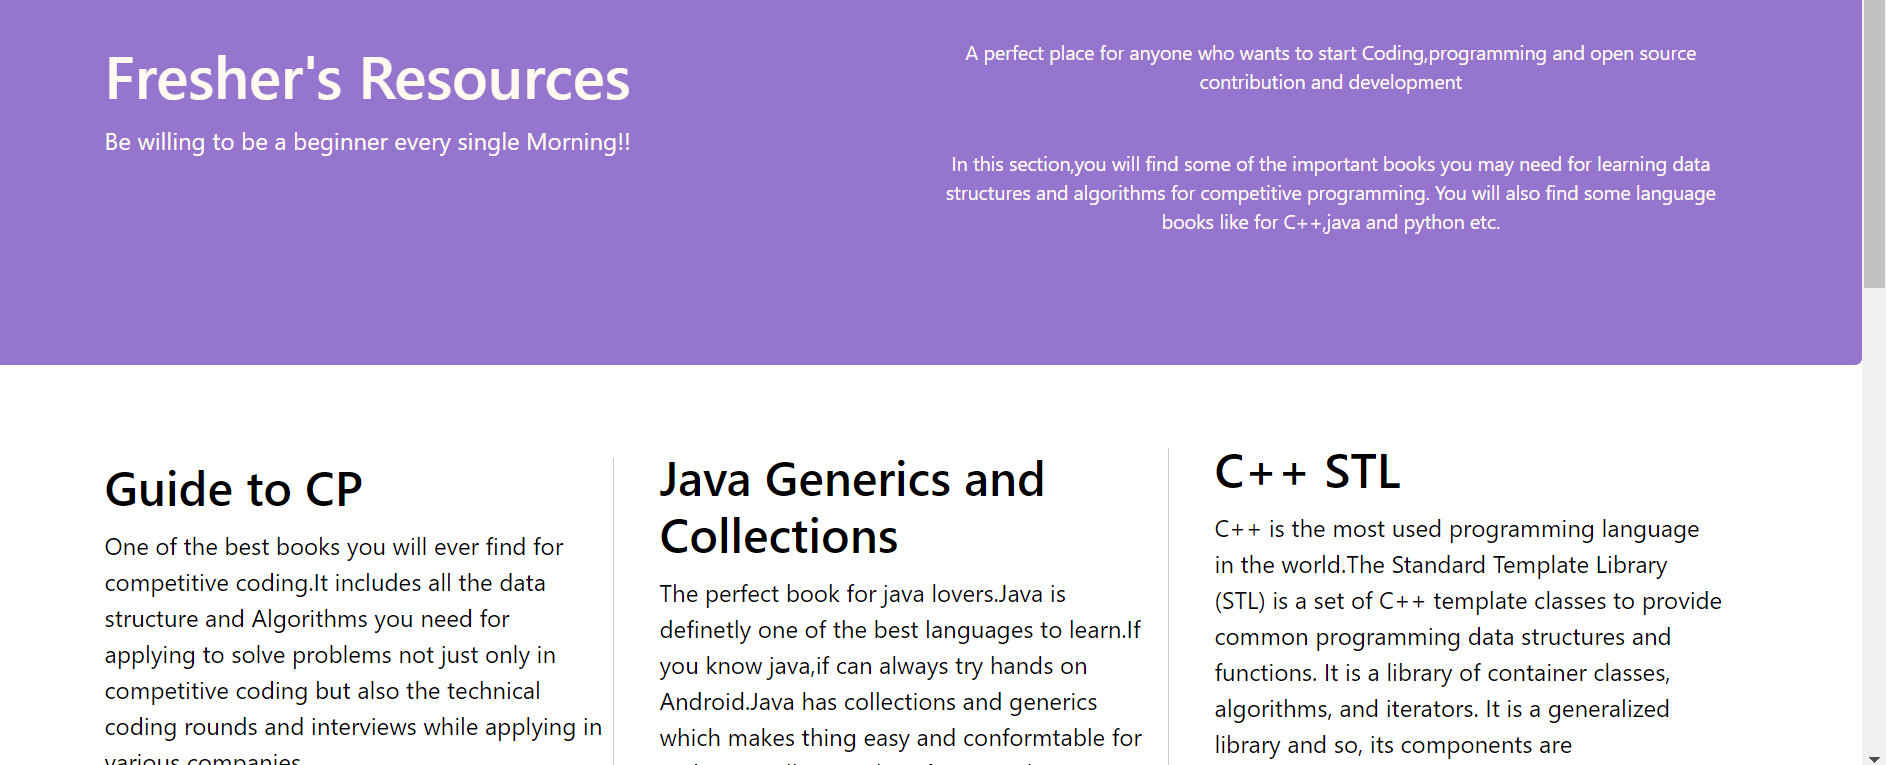 Fresher's Resources
Be willing to be a beginner every single Morning!!
A perfect place for anyone who wants to start Coding,programming and open source
contribution and development
In this section,you will find some of the important books you may need for learning data
structures and algorithms for competitive programming. You will also find some language
books like for C++,java and python etc.
Guide to CP
One of the best books you will ever find for
competitive coding.It includes all the data
structure and Algorithms you need for
applying to solve problems not just only in
competitive coding but also the technical
coding rounds and interviews while applying in
various companies
Java Generics and
Collections
The perfect book for java lovers.Java is
definetly one of the best languages to learn.If
you know java,if can always try hands on
Android.Java has collections and generics
which makes thing easy and conformtable for
C++ STL
C++ is the most used programming language
in the world.The Standard Template Library
(STL) is a set of C++ template classes to provide
common programming data structures and
functions. It is a library of container classes,
algorithms, and iterators. It is a generalized
library and so, its components are